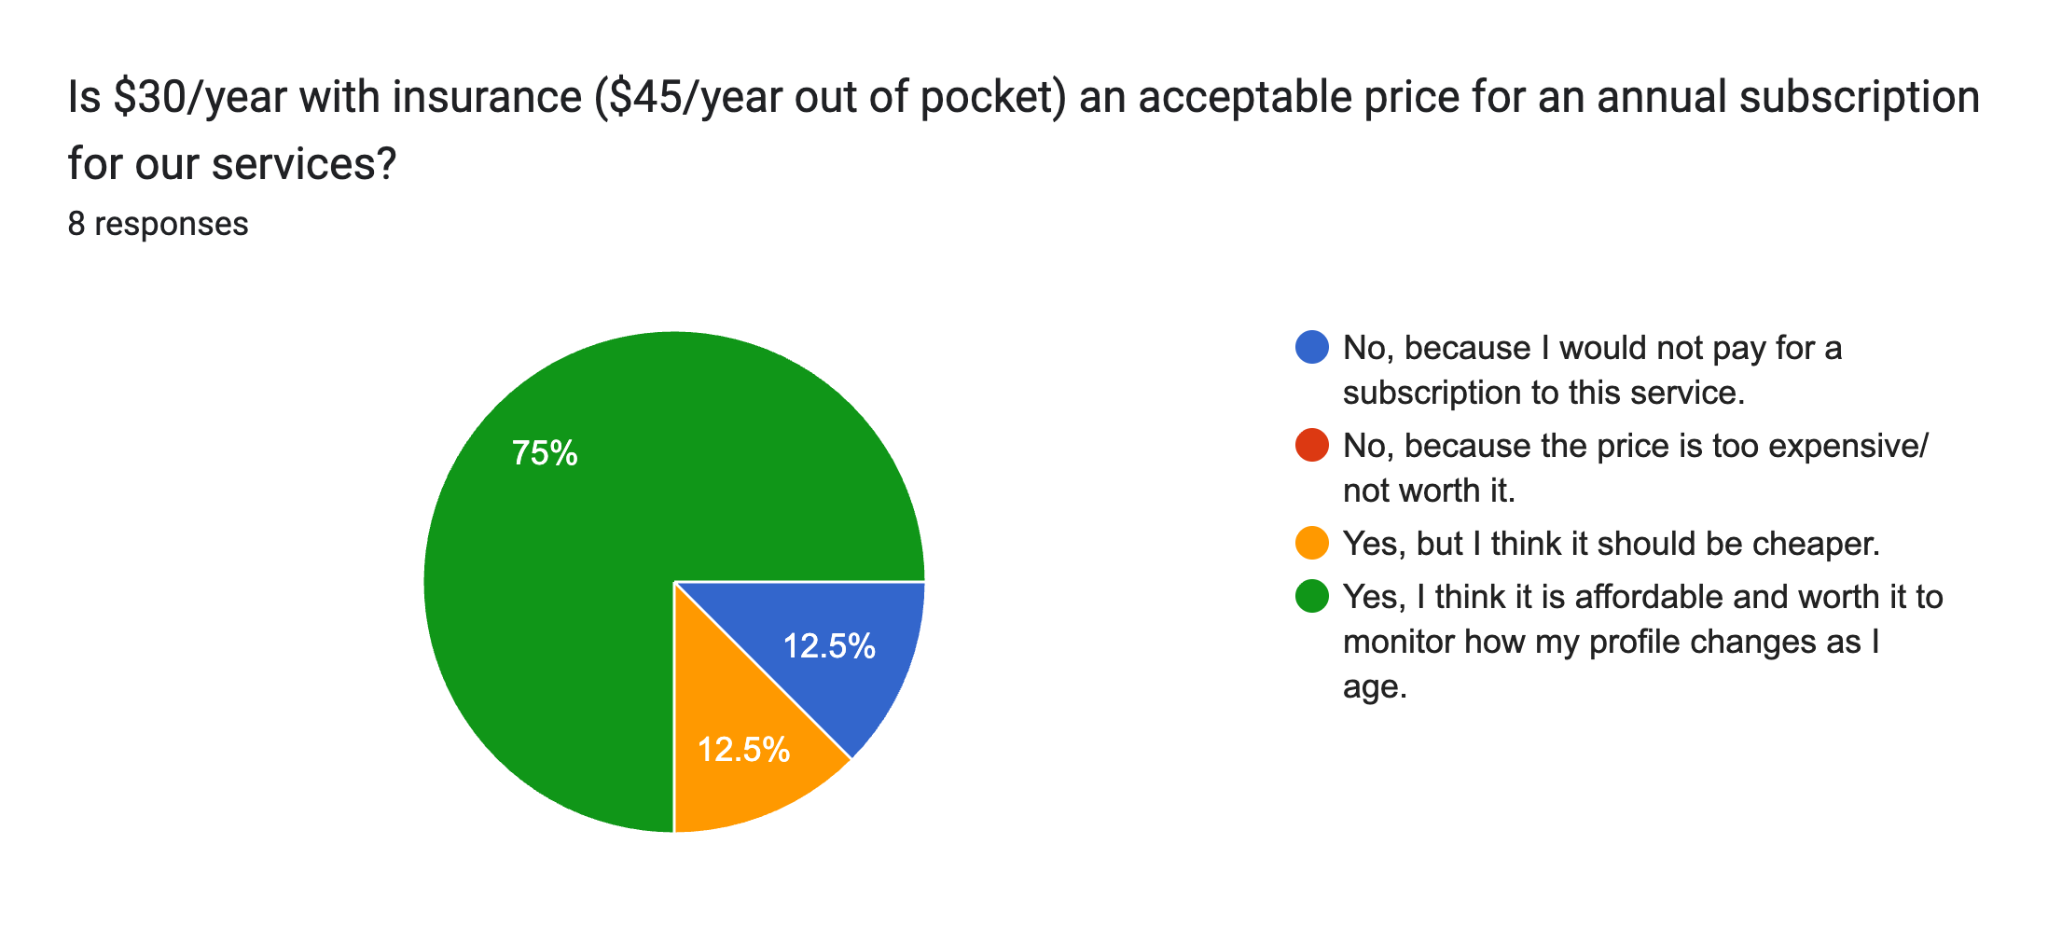 Is $30/year with insurance ($45/year out of pocket) an acceptable price for an annual subscription
for our services?
8 responses
75%
12.5%
12.5%
No, because I would not pay for a
subscription to this service.
No, because the price is too expensive/
not worth it.
Yes, but I think it should be cheaper.
Yes, I think it is affordable and worth it to
monitor how my profile changes as I
age.